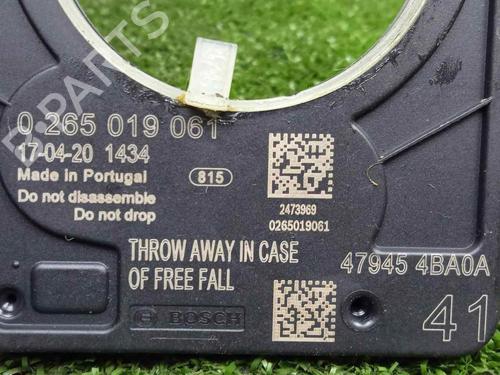 B-PARTS
0 265 019 061
17-04-20 1434
Made in Portugal
815
Do not disassemble
Do not drop
2473969
0265019061
THROW AWAY IN CASE
OF FREE FALL
47945 4BA0A
BOSCH
41